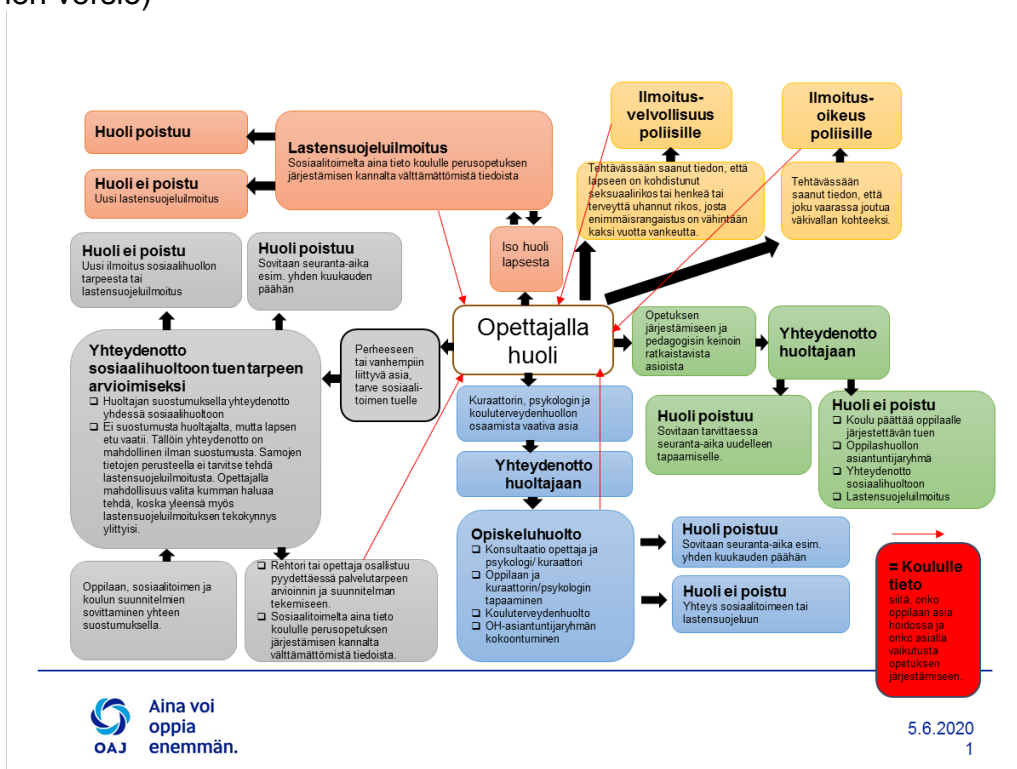 ien versio)
Ilmoitus-
velvollisuus
poliisille
Ilmoitus-
oikeus
poliisille
Huoli poistuu
Lastensuojeluilmoitus
Sosiaalitoimelta aina tieto koululle perusopetuksen
järjestämisen kannalta välttämättömistä tiedoista
Huoli ei poistu
Uusi lastensuojeluilmoitus
Tehtävässään saanut tiedon, että
lapseen on kohdistunut
seksuaalirikos tai henkeä tai
terveyttä uhannut rikos, josta
enimmäisrangaistus on vähintään
kaksi vuotta vankeutta.
Tehtävässään
saanut tiedon, että
joku vaarassa joutua
väkivallan kohteeksi.
Huoli ei poistu
Uusi ilmoitus sosiaalihuollon
tarpeesta tai
lastensuojeluilmoitus
Huoli poistuu
Sovitaan seuranta-aika
esim. yhden kuukauden
päähän
Iso huoli
lapsesta
Opettajalla
huoli
Opetuksen
järjestämiseen ja
pedagogisin keinoin
ratkaistavista
asioista
Yhteydenotto
huoltajaan
Perheeseen
tai vanhempiin
liittyvä asia,
tarve sosiaali-
toimen tuelle
Yhteydenotto
sosiaalihuoltoon tuen tarpeen
arvioimiseksi
❑ Huoltajan suostumuksella yhteydenotto
yhdessä sosiaalihuoltoon
❑ Ei suostumusta huoltajalta, mutta lapsen
etu vaatii. Tällöin yhteydenotto on
mahdollinen ilman suostumusta. Samojen
tietojen perusteella ei tarvitse tehdä
lastensuojeluilmoitusta. Opettajalla
mahdollisuus valita kumman haluaa
tehdä, koska yleensä myös
lastensuojeluilmoituksen tekokynnys
ylittyisi.
Kuraattorin, psykologin ja
kouluterveydenhuollon
osaamista vaativa asia
Huoli poistuu
Sovitaan tarvittaessa
seuranta-aika uudelleen
tapaamiselle.
Huoli ei poistu
❑ Koulu päättää oppilaalle
järjestettävän tuen
❑ Oppilashuollon
asiantuntijaryhmä
❑ Yhteydenotto
sosiaalihuoltoon
❑ Lastensuojeluilmoitus
Yhteydenotto
huoltajaan
Opiskeluhuolto
❑ Konsultaatio opettaja ja
psykologi/ kuraattori
❑ Oppilaan ja
kuraattorin/psykologin
tapaaminen
❑ Kouluterveydenhuolto
❑ OH-asiantuntijaryhmän
kokoontuminen
Huoli poistuu
Sovitaan seuranta-aika esim.
yhden kuukauden päähän
Huoli ei poistu
Yhteys sosiaalitoimeen tai
lastensuojeluun
= Koululle
tieto
siitä, onko
oppilaan asia
hoidossa ja
onko asialla
vaikutusta
opetuksen
järjestämiseen.
Oppilaan, sosiaalitoimen ja
koulun suunnitelmien
sovittaminen yhteen
suostumuksella.
❑ Rehtori tai opettaja osallistuu
pyydettäessä palvelutarpeen
arvioinnin ja suunnitelman
tekemiseen.
❑ Sosiaalitoimelta aina tieto
koululle perusopetuksen
järjestämisen kannalta
välttämättömistä tiedoista.
OAJ
Aina voi
oppia
enemmän.
5.6.2020
1